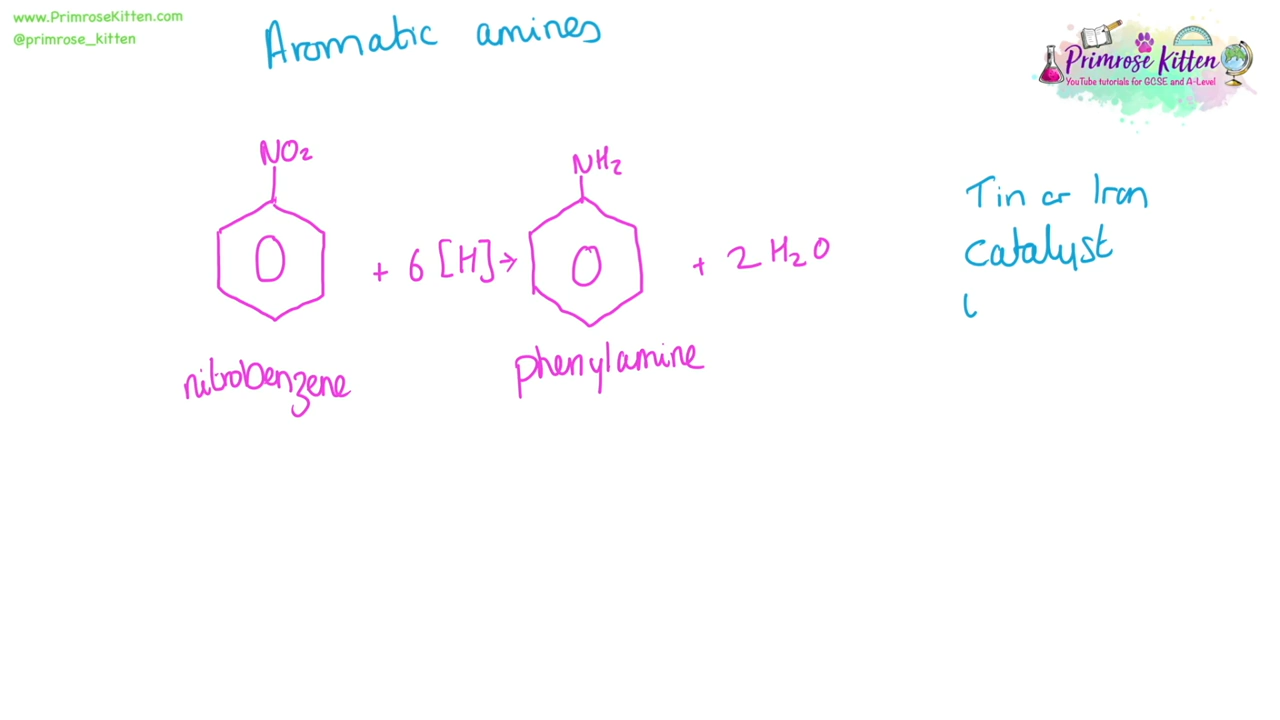 www.PrimroseKitten.com
@primrose_kitten
Aromatic amines
Primrose Kitten
YouTube tutorials for GCSE and A-Level
NO₂
NH₂
+ 6 [H] → + 2 H₂O
nitrobenzene
phenylamine
Tin or Iron
catalyst